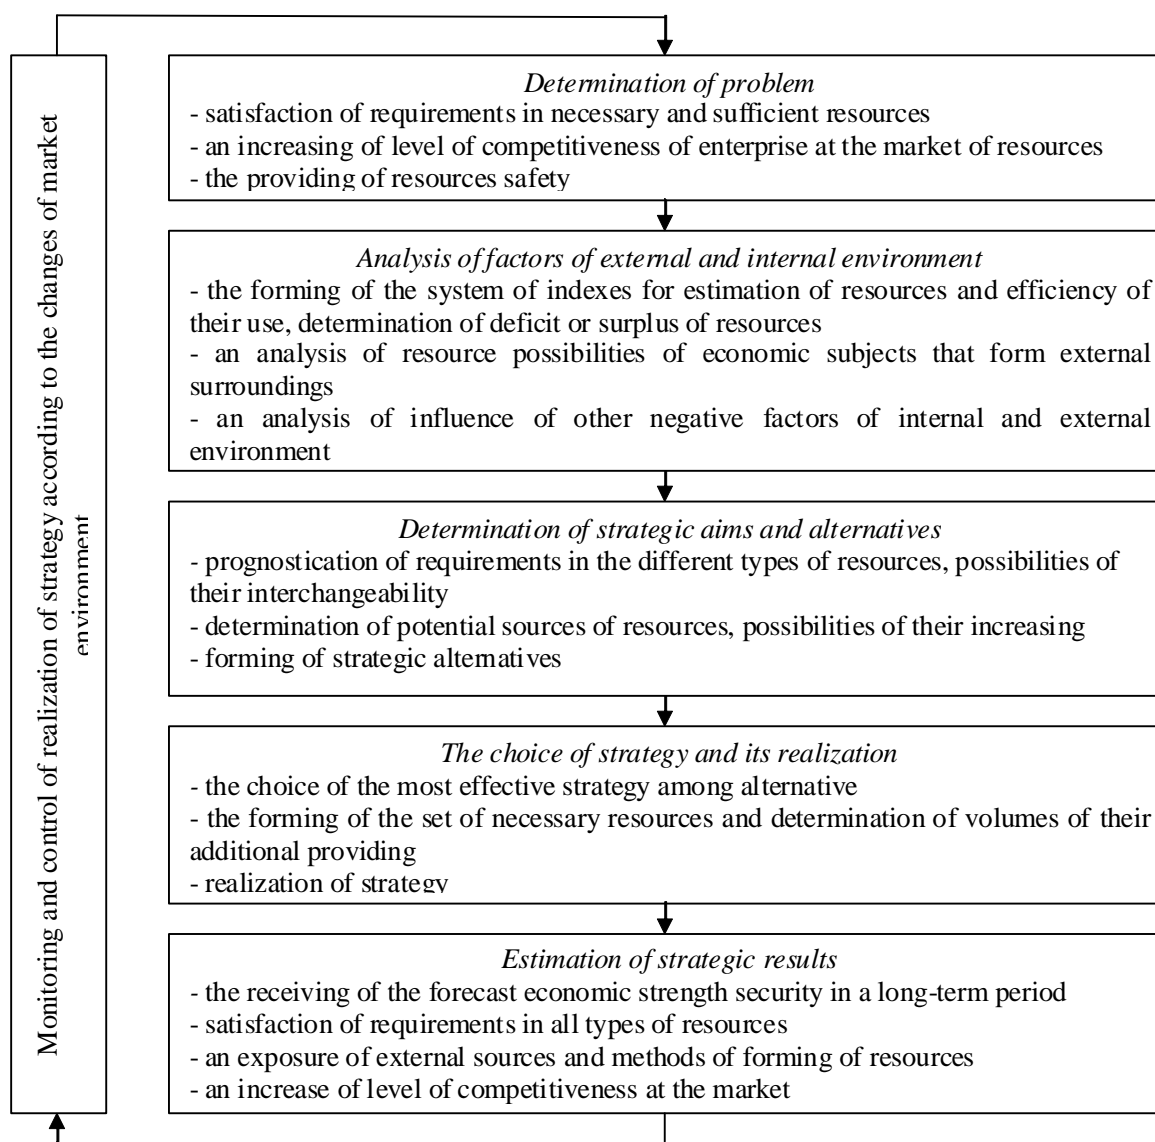 Monitoring and control of realization of strategy according to the changes of market
environment
Determination of problem
- satisfaction of requirements in necessary and sufficient resources
- an increasing of level of competitiveness of enterprise at the market of resources
- the providing of resources safety
Analysis of factors of external and internal environment
- the forming of the system of indexes for estimation of resources and efficiency of
their use, determination of deficit or surplus of resources
- an analysis of resource possibilities of economic subjects that form external
surroundings
- an analysis of influence of other negative factors of internal and external
environment
Determination of strategic aims and alternatives
- prognostication of requirements in the different types of resources, possibilities of
their interchangeability
- determination of potential sources of resources, possibilities of their increasing
- forming of strategic alternatives
The choice of strategy and its realization
- the choice of the most effective strategy among alternative
- the forming of the set of necessary resources and determination of volumes of their
additional providing
- realization of strategy
Estimation of strategic results
- the receiving of the forecast economic strength security in a long-term period
- satisfaction of requirements in all types of resources
- an exposure of external sources and methods of forming of resources
- an increase of level of competitiveness at the market